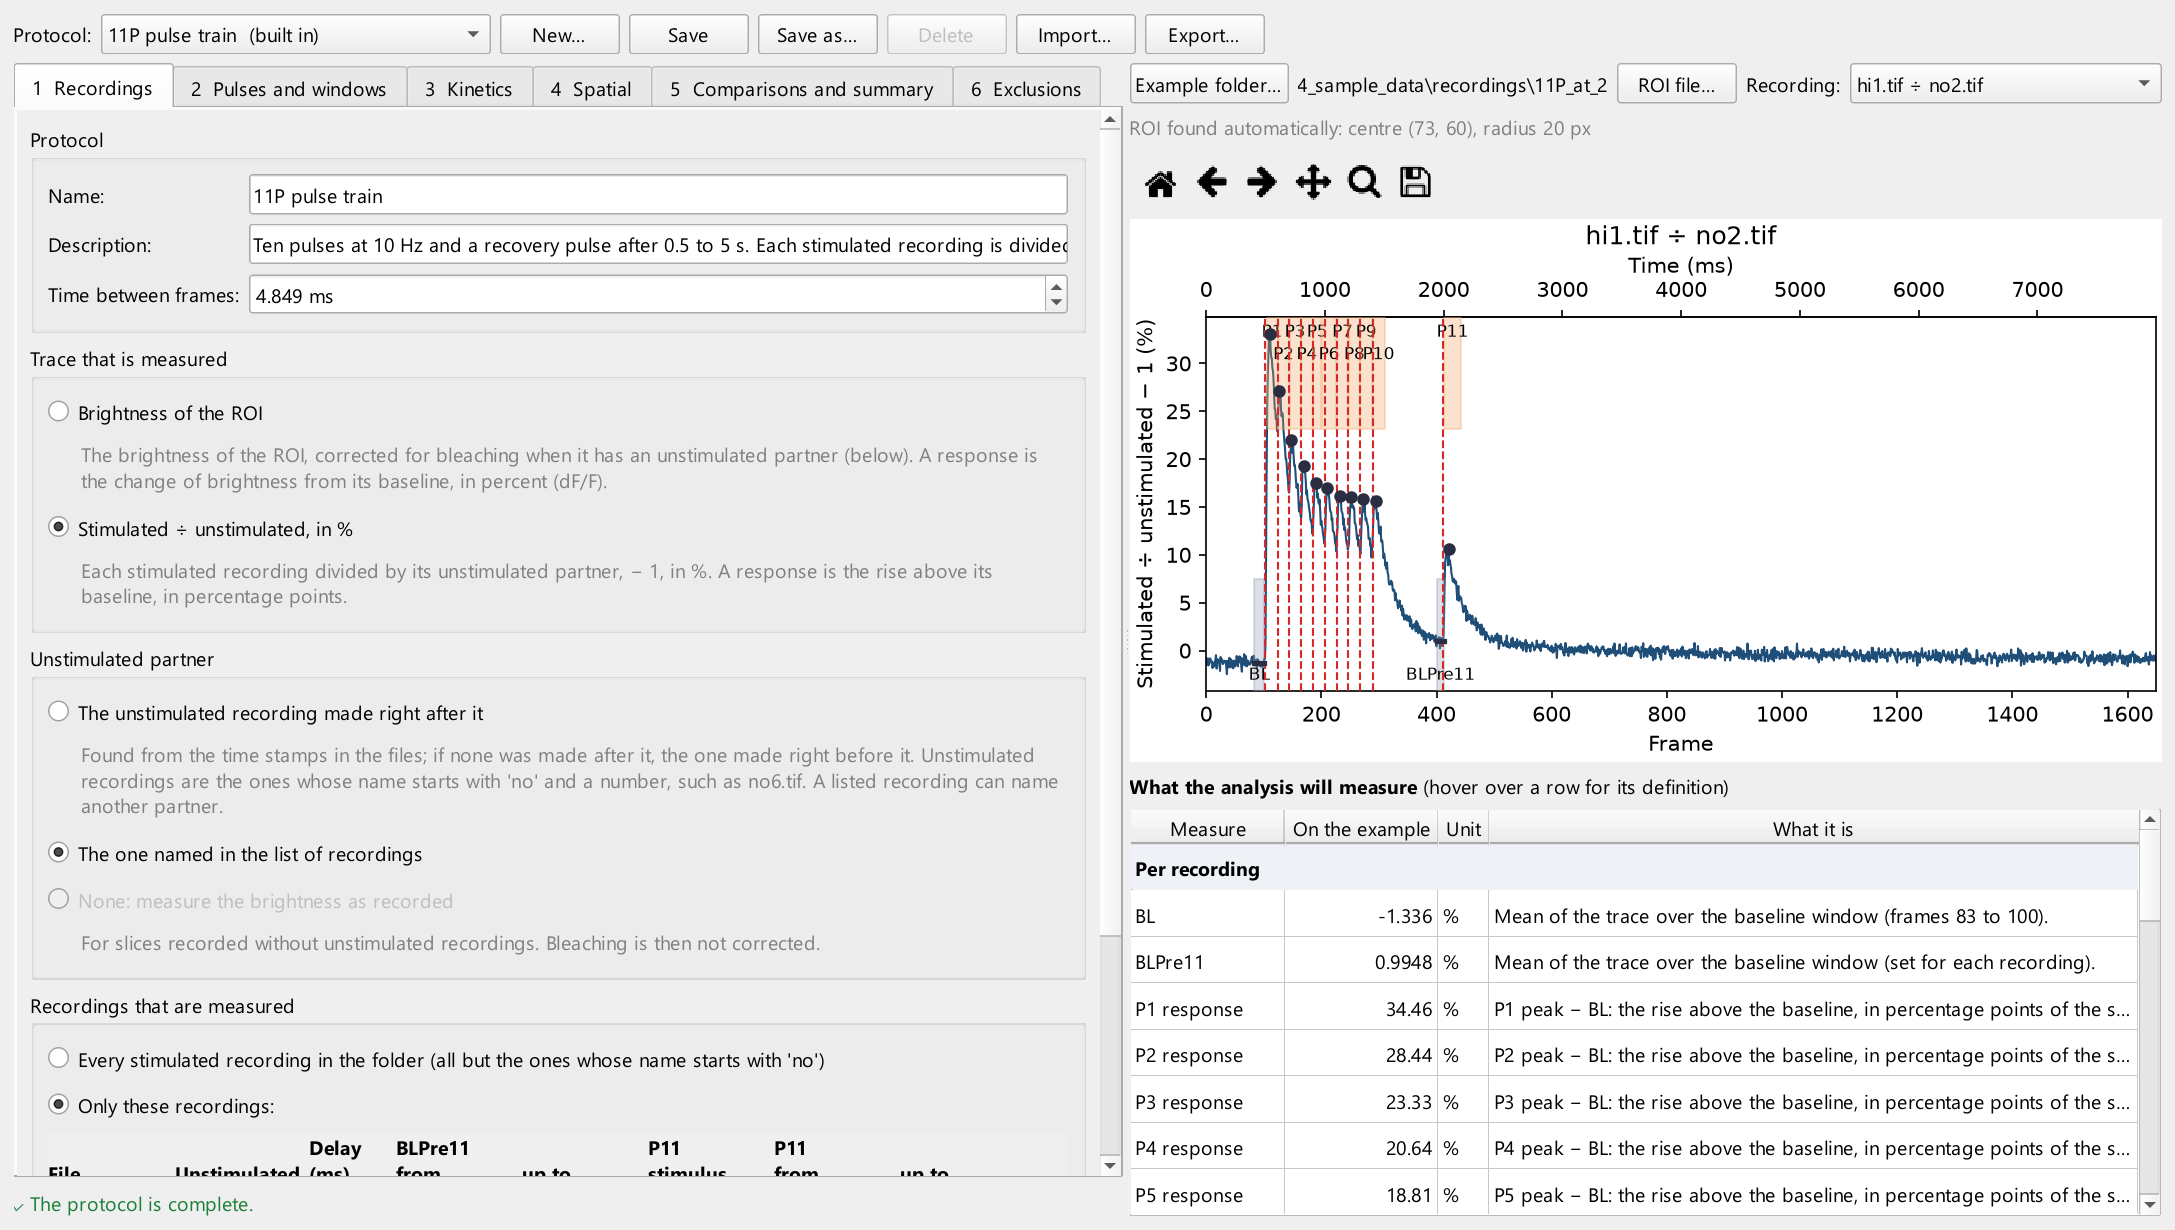 Protocol: 11P pulse train (built in) New... Save Save as... Delete Import... Export...
1 Recordings 2 Pulses and windows 3 Kinetics 4 Spatial 5 Comparisons and summary 6 Exclusions
Protocol
Name: 11P pulse train
Description: Ten pulses at 10 Hz and a recovery pulse after 0.5 to 5 s. Each stimulated recording is divided
Time between frames: 4.849 ms
Trace that is measured
Brightness of the ROI
The brightness of the ROI, corrected for bleaching when it has an unstimulated partner (below). A response is
the change of brightness from its baseline, in percent (dF/F).
Stimulated ÷ unstimulated, in %
Each stimulated recording divided by its unstimulated partner, − 1, in %. A response is the rise above its
baseline, in percentage points.
Unstimulated partner
The unstimulated recording made right after it
Found from the time stamps in the files; if none was made after it, the one made right before it. Unstimulated
recordings are the ones whose name starts with 'no' and a number, such as no6.tif. A listed recording can name
another partner.
The one named in the list of recordings
None: measure the brightness as recorded
For slices recorded without unstimulated recordings. Bleaching is then not corrected.
Recordings that are measured
Every stimulated recording in the folder (all but the ones whose name starts with 'no')
Only these recordings:
Delay BLPre11 P11 P11
File Unstimulated (ms) from up to stimulus from up to
✓ The protocol is complete.
Example folder... 4_sample_data\recordings\11P_at_2 ROI file... Recording: hi1.tif ÷ no2.tif
ROI found automatically: centre (73, 60), radius 20 px
hi1.tif ÷ no2.tif
Time (ms)
0 1000 2000 3000 4000 5000 6000 7000
P1 P3 P5 P7 P9 P11
P2 P4 P6 P8 P10
Stimulated ÷ unstimulated − 1 (%)
30
25
20
15
10
5
0
BL BLPre11
0 200 400 600 800 1000 1200 1400 1600
Frame
What the analysis will measure (hover over a row for its definition)
Measure On the example Unit What it is
Per recording
BL -1.336 % Mean of the trace over the baseline window (frames 83 to 100).
BLPre11 0.9948 % Mean of the trace over the baseline window (set for each recording).
P1 response 34.46 % P1 peak − BL: the rise above the baseline, in percentage points of the s...
P2 response 28.44 % P2 peak − BL: the rise above the baseline, in percentage points of the s...
P3 response 23.33 % P3 peak − BL: the rise above the baseline, in percentage points of the s...
P4 response 20.64 % P4 peak − BL: the rise above the baseline, in percentage points of the s...
P5 response 18.81 % P5 peak − BL: the rise above the baseline, in percentage points of the s...